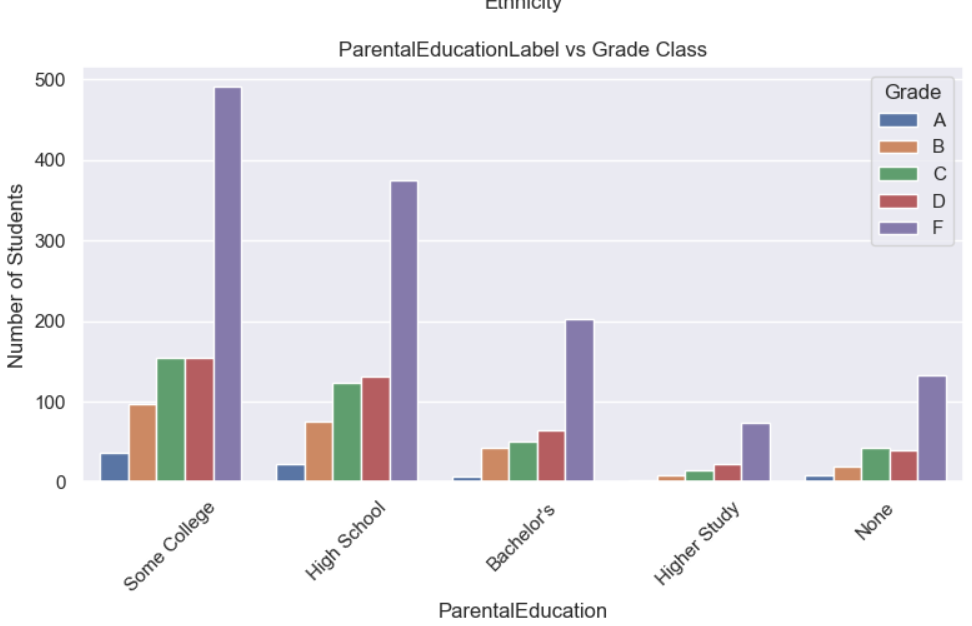 Ethnicity
ParentalEducationLabel vs Grade Class
500
400
300
200
100
0
Number of Students
Grade
A
B
C
D
F
Some College
High School
Bachelor's
Higher Study
None
ParentalEducation